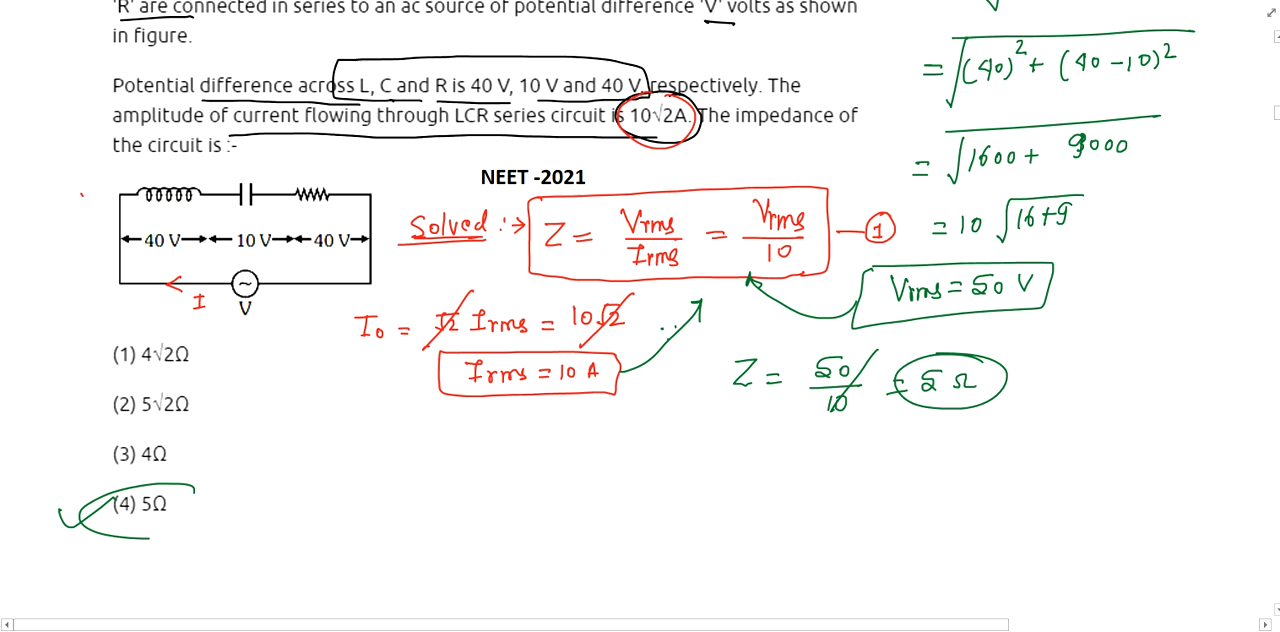 'R' are connected in series to an ac source of potential difference 'V' volts as shown
in figure.
Potential difference across L, C and R is 40 V, 10 V and 40 V, respectively. The
amplitude of current flowing through LCR series circuit is 10√2A. The impedance of
the circuit is :-
NEET -2021
40 V 10 V 40 V
I
V
(1) 4√2Ω
(2) 5√2Ω
(3) 4Ω
(4) 5Ω
Solved :→ Z = Vrms/Irms = Vrms/10 — 1
I₀ = √2 Irms = 10√2
Irms = 10 A
= √(40)² + (40 -10)²
= √1600 + 9000
= 10 √16+9
Vrms = 50 V
Z = 50/10 = 5 Ω